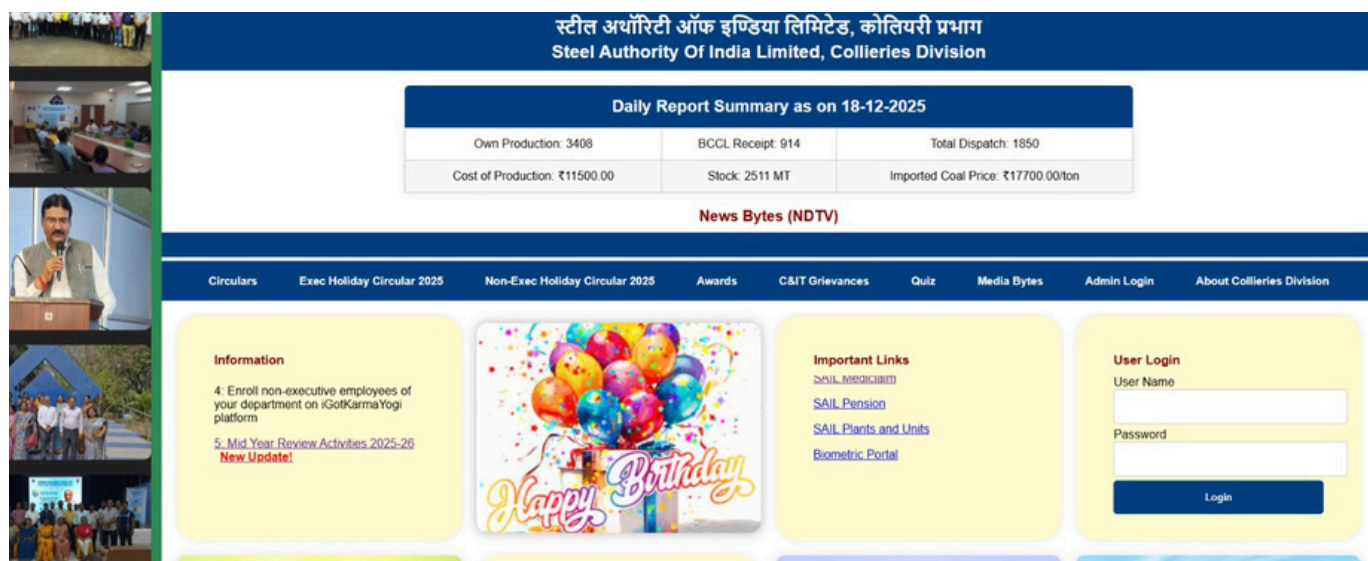 स्टील अथॉरिटी ऑफ इण्डिया लिमिटेड, कोलियरी प्रभाग
Steel Authority Of India Limited, Collieries Division
Daily Report Summary as on 18-12-2025
Own Production: 3408
BCCL Receipt: 914
Total Dispatch: 1850
Cost of Production: ₹11500.00
Stock: 2511 MT
Imported Coal Price: ₹17700.00/ton
News Bytes (NDTV)
Circulars
Exec Holiday Circular 2025
Non-Exec Holiday Circular 2025
Awards
C&IT Grievances
Quiz
Media Bytes
Admin Login
About Collieries Division
Information
4: Enroll non-executive employees of
your department on iGotKarmaYogi
platform
5: Mid Year Review Activities 2025-26
New Update!
Happy Birthday
Important Links
SAIL Mediclaim
SAIL Pension
SAIL Plants and Units
Biometric Portal
User Login
User Name
Password
Login